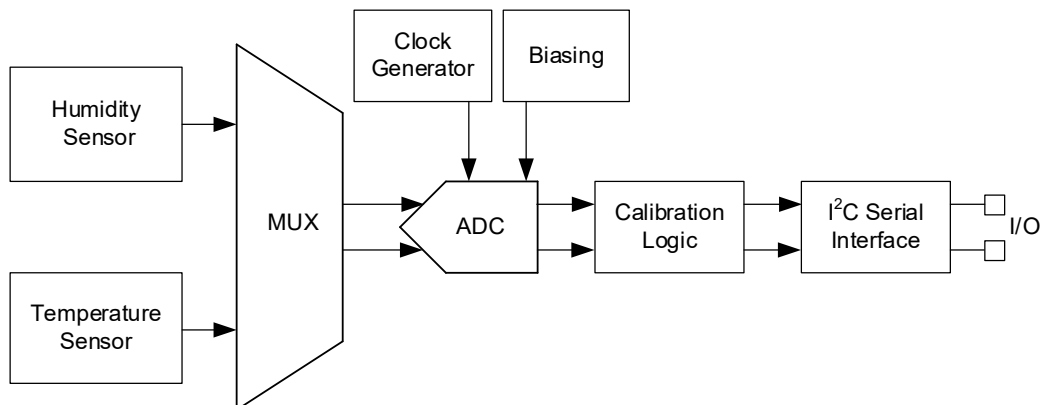 Clock
Generator
Biasing
Humidity
Sensor
MUX
ADC
Calibration
Logic
I²C Serial
Interface
I/O
Temperature
Sensor